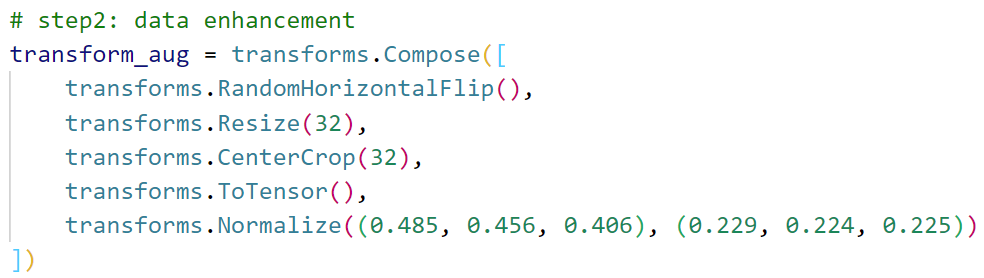 # step2: data enhancement
transform_aug = transforms.Compose([
    transforms.RandomHorizontalFlip(),
    transforms.Resize(32),
    transforms.CenterCrop(32),
    transforms.ToTensor(),
    transforms.Normalize((0.485, 0.456, 0.406), (0.229, 0.224, 0.225))
])